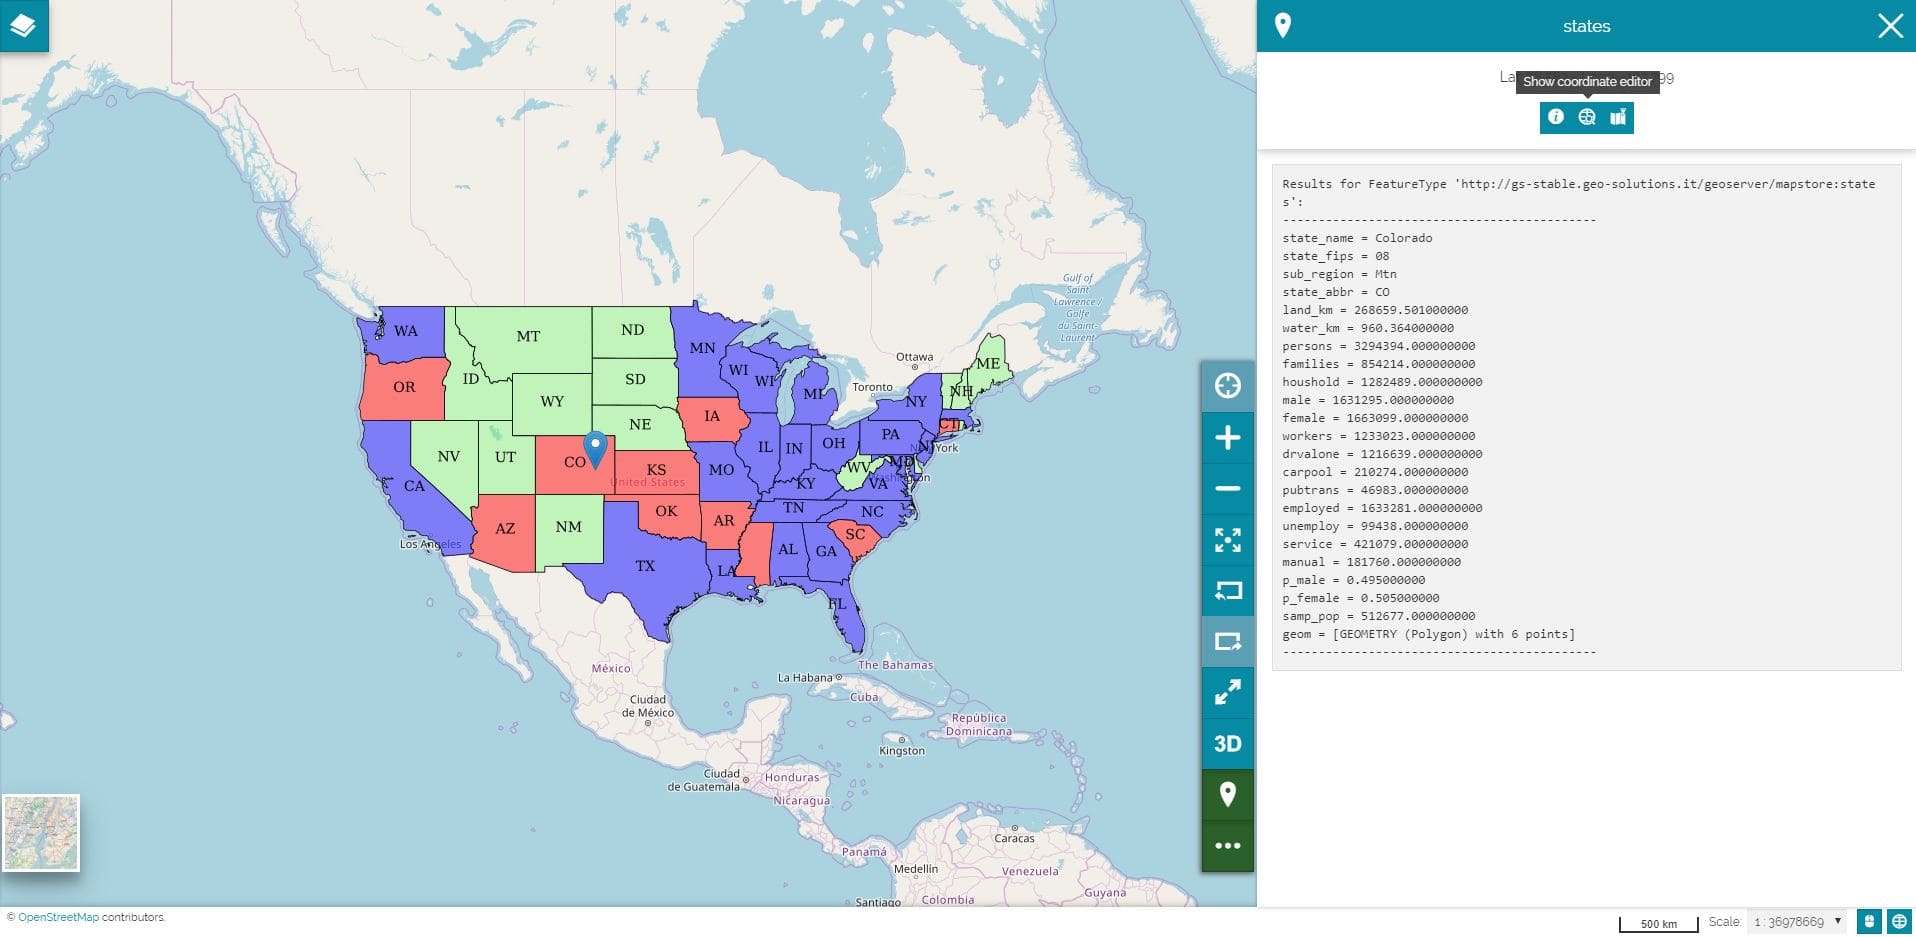 states
La
Show coordinate editor
99
Results for FeatureType 'http://gs-stable.geo-solutions.it/geoserver/mapstore:state
s':
--------------------------------------------
state_name = Colorado
state_fips = 08
sub_region = Mtn
state_abbr = CO
land_km = 268659.501000000
water_km = 960.364000000
persons = 3294394.000000000
families = 854214.000000000
houshold = 1282489.000000000
male = 1631295.000000000
female = 1663099.000000000
workers = 1233023.000000000
drvalone = 1216639.000000000
carpool = 210274.000000000
pubtrans = 46983.000000000
employed = 1633281.000000000
unemploy = 99438.000000000
service = 421079.000000000
manual = 181760.000000000
p_male = 0.495000000
p_female = 0.505000000
samp_pop = 512677.000000000
geom = [GEOMETRY (Polygon) with 6 points]
--------------------------------------------
Gulf of
Saint
Lawrence /
Golfe
du Saint-
Laurent
WA
MT
ND
MN
Ottawa
ME
OR
ID
SD
WI
WI
MI
Toronto
NH
NY
WY
IA
NE
CT
PA
OH
IL
IN
NJ
York
NV
UT
CO
KS
MO
WV
MD
VA
Washington
United States
CA
KY
AZ
NM
OK
AR
TN
NC
SC
Los Angeles
TX
LA
AL
GA
FL
México
The Bahamas
La Habana
Cuba
Ciudad
de México
República
Dominicana
Kingston
Ciudad
de Guatemala
Honduras
Nicaragua
Caracas
Panamá
Medellín
Venezuela
Guyana
Santiago
Colombia
3D
© OpenStreetMap contributors.
500 km
Scale:
1 : 36978669